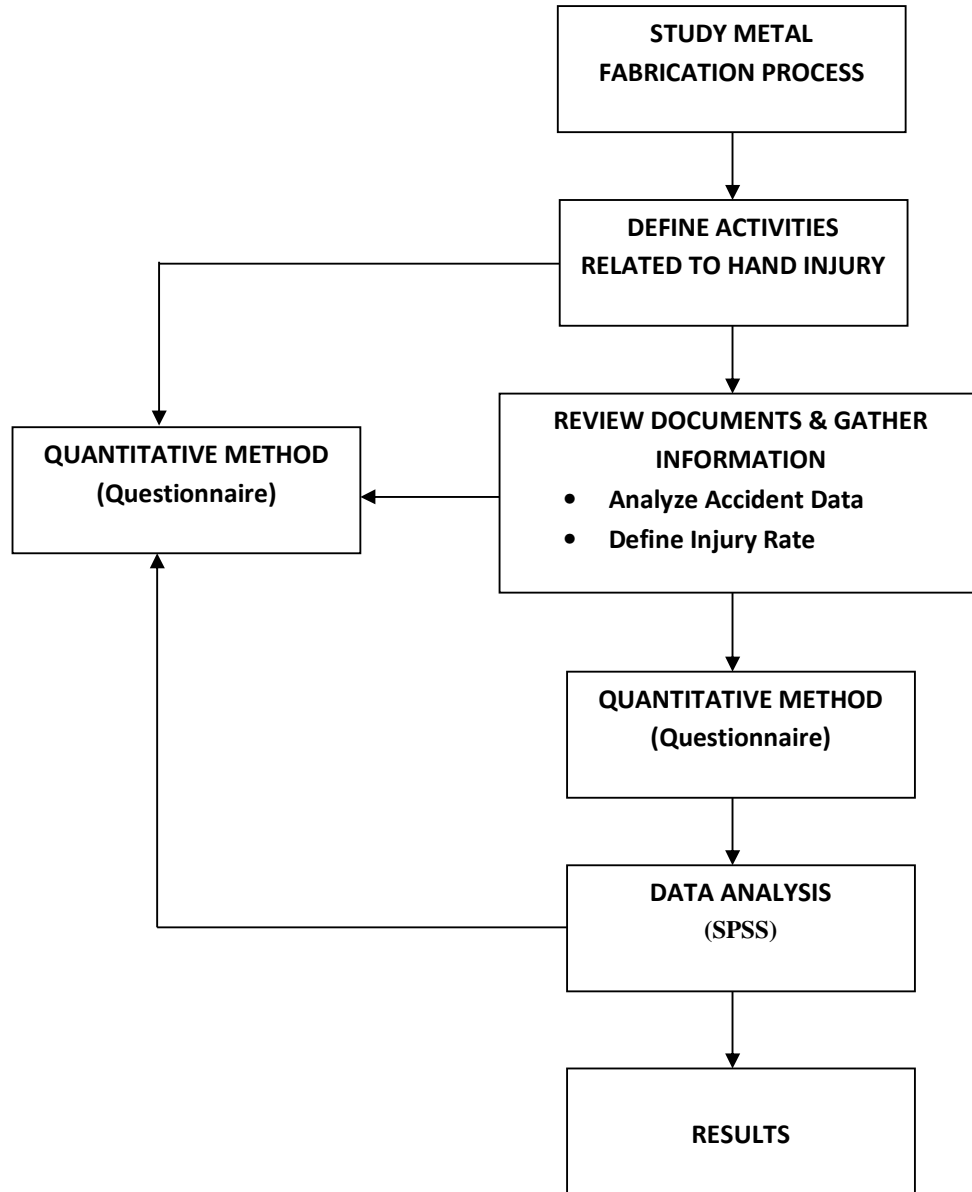 STUDY METAL
FABRICATION PROCESS
DEFINE ACTIVITIES
RELATED TO HAND INJURY
REVIEW DOCUMENTS & GATHER
INFORMATION
• Analyze Accident Data
• Define Injury Rate
QUANTITATIVE METHOD
(Questionnaire)
QUANTITATIVE METHOD
(Questionnaire)
DATA ANALYSIS
(SPSS)
RESULTS